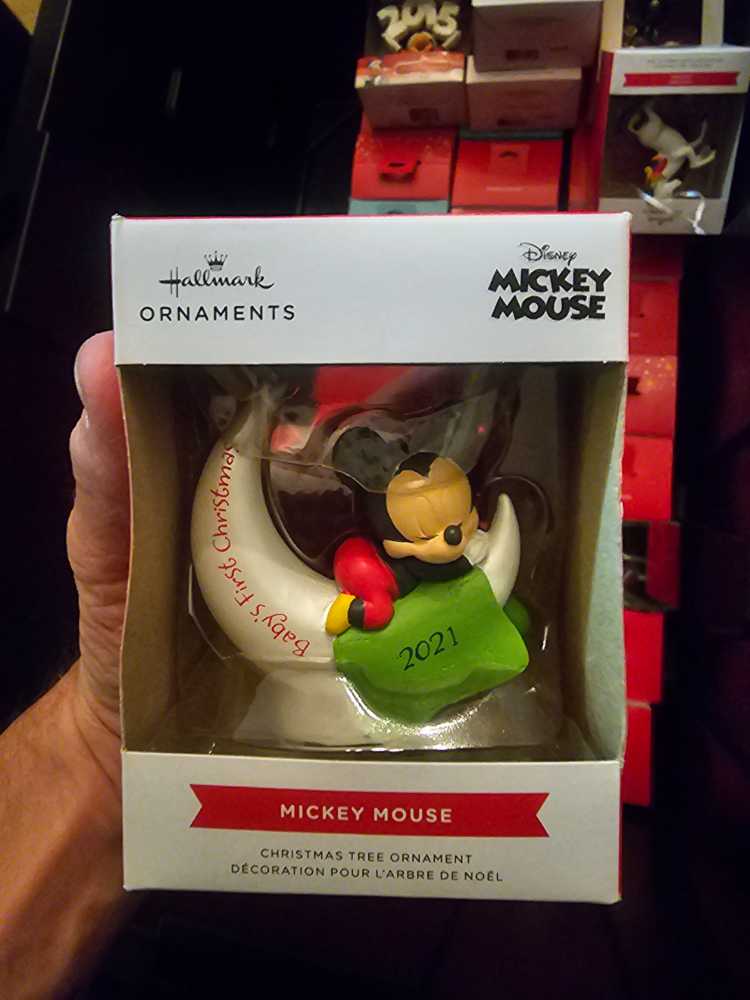 2015
Hallmark
ORNAMENTS
Disney
MICKEY
MOUSE
Baby's First Christmas
2021
MICKEY MOUSE
CHRISTMAS TREE ORNAMENT
DÉCORATION POUR L'ARBRE DE NOËL